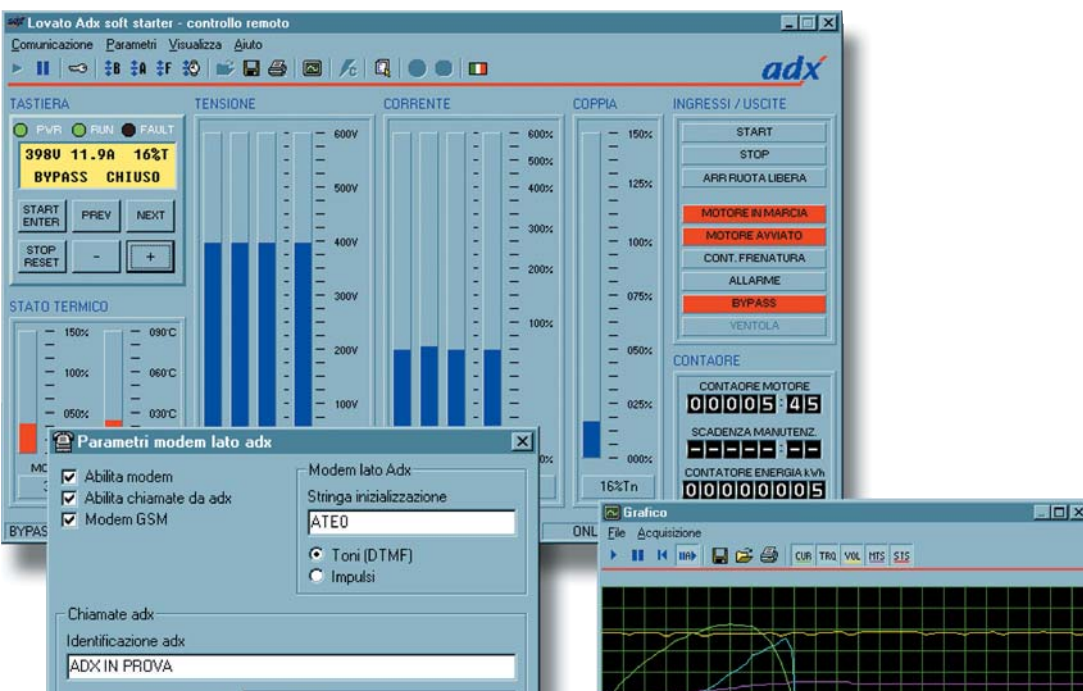 Lovato Adx soft starter - controllo remoto
Comunicazione Parametri Visualizza Aiuto
B A F C
adx
TASTIERA
PWR RUN FAULT
398V 11.9A 16%T
BYPASS CHIUSO
START ENTER
PREV
NEXT
STOP RESET
-
+
STATO TERMICO
150%
100%
050%
090°C
060°C
030°C
TENSIONE
600V
500V
400V
300V
200V
100V
CORRENTE
600%
500%
400%
300%
200%
100%
COPPIA
150%
125%
100%
075%
050%
025%
000%
16%Tn
INGRESSI / USCITE
START
STOP
ARR RUOTA LIBERA
MOTORE IN MARCIA
MOTORE AVVIATO
CONT. FRENATURA
ALLARME
BYPASS
VENTOLA
CONTAORE
CONTAORE MOTORE
00005:45
SCADENZA MANUTENZ.
-----:--
CONTATORE ENERGIA kWh
00000005
Parametri modem lato adx
Abilita modem
Abilita chiamate da adx
Modem GSM
Modem lato Adx
Stringa inizializzazione
ATE0
Toni (DTMF)
Impulsi
Chiamate adx
Identificazione adx
ADX IN PROVA
Grafico
File Acquisizione
CUR TRQ VOL MTS STS